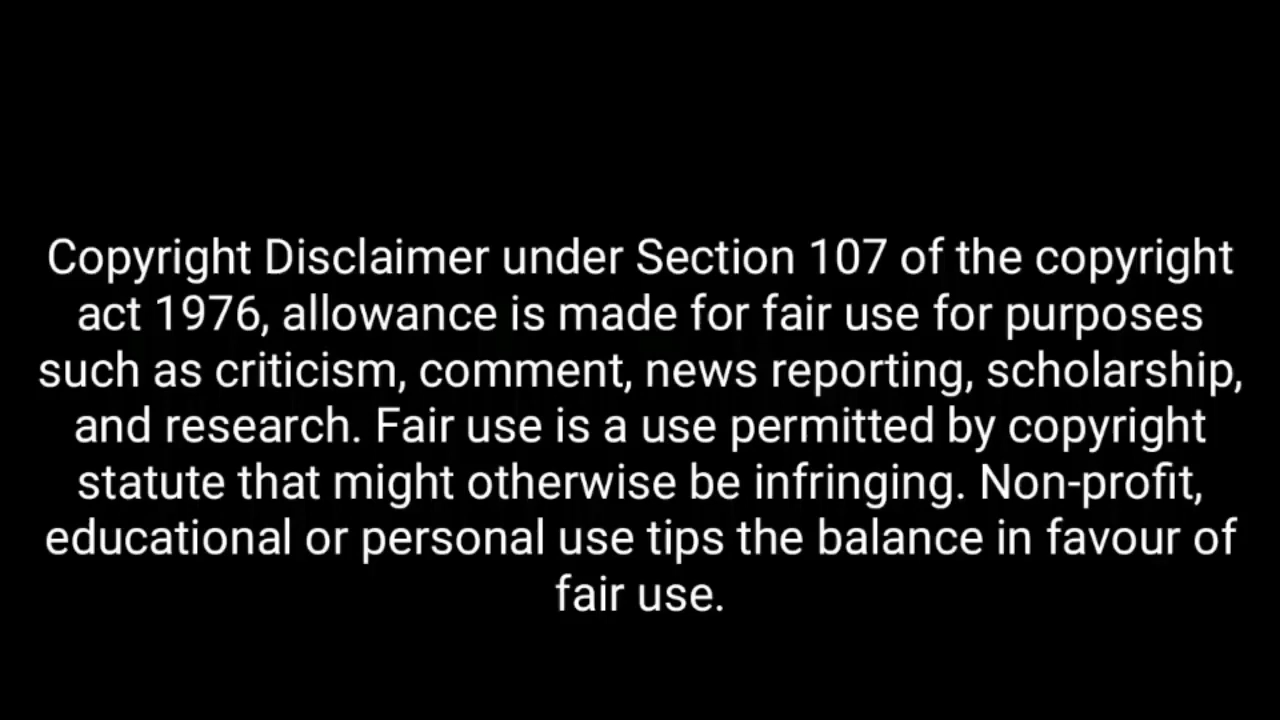 Copyright Disclaimer under Section 107 of the copyright
act 1976, allowance is made for fair use for purposes
such as criticism, comment, news reporting, scholarship,
and research. Fair use is a use permitted by copyright
statute that might otherwise be infringing. Non-profit,
educational or personal use tips the balance in favour of
fair use.